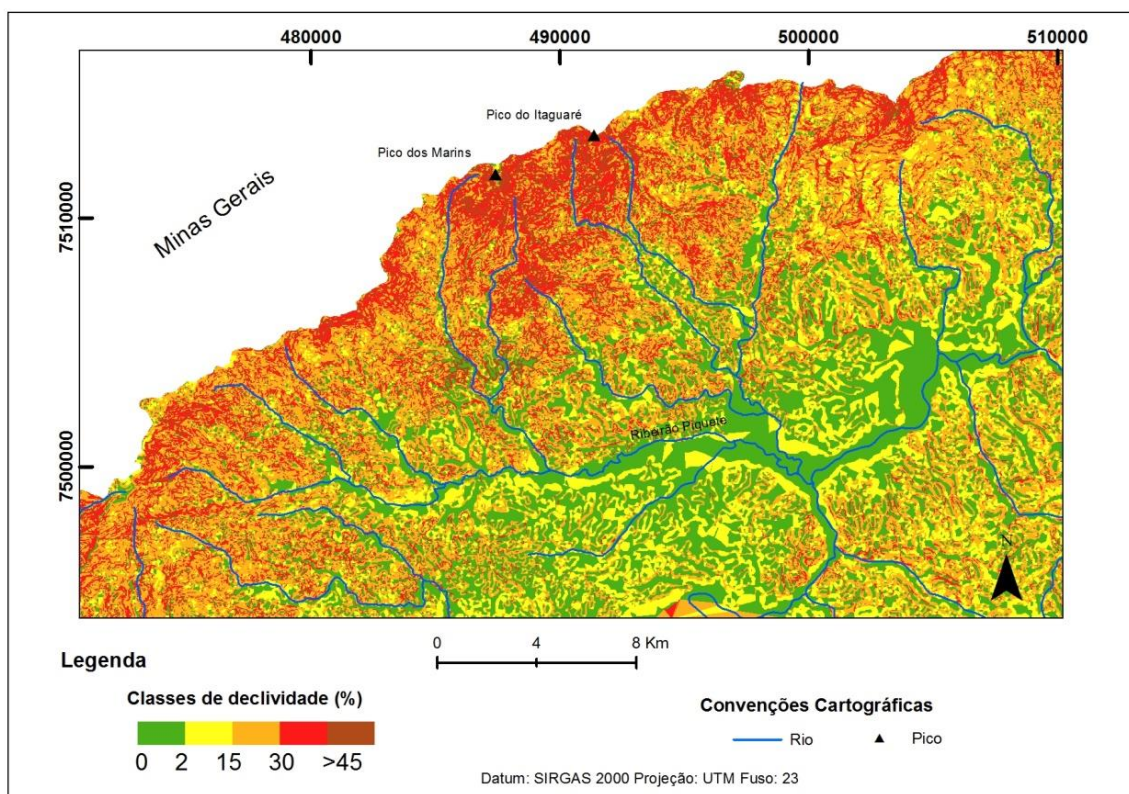 480000 490000 500000 510000
Pico do Itaguaré
Pico dos Marins
7510000
Minas Gerais
Ribeirão Piquete
7500000
N
0 4 8 Km
Legenda
Classes de declividade (%)
0 2 15 30 >45
Convenções Cartográficas
Rio Pico
Datum: SIRGAS 2000 Projeção: UTM Fuso: 23